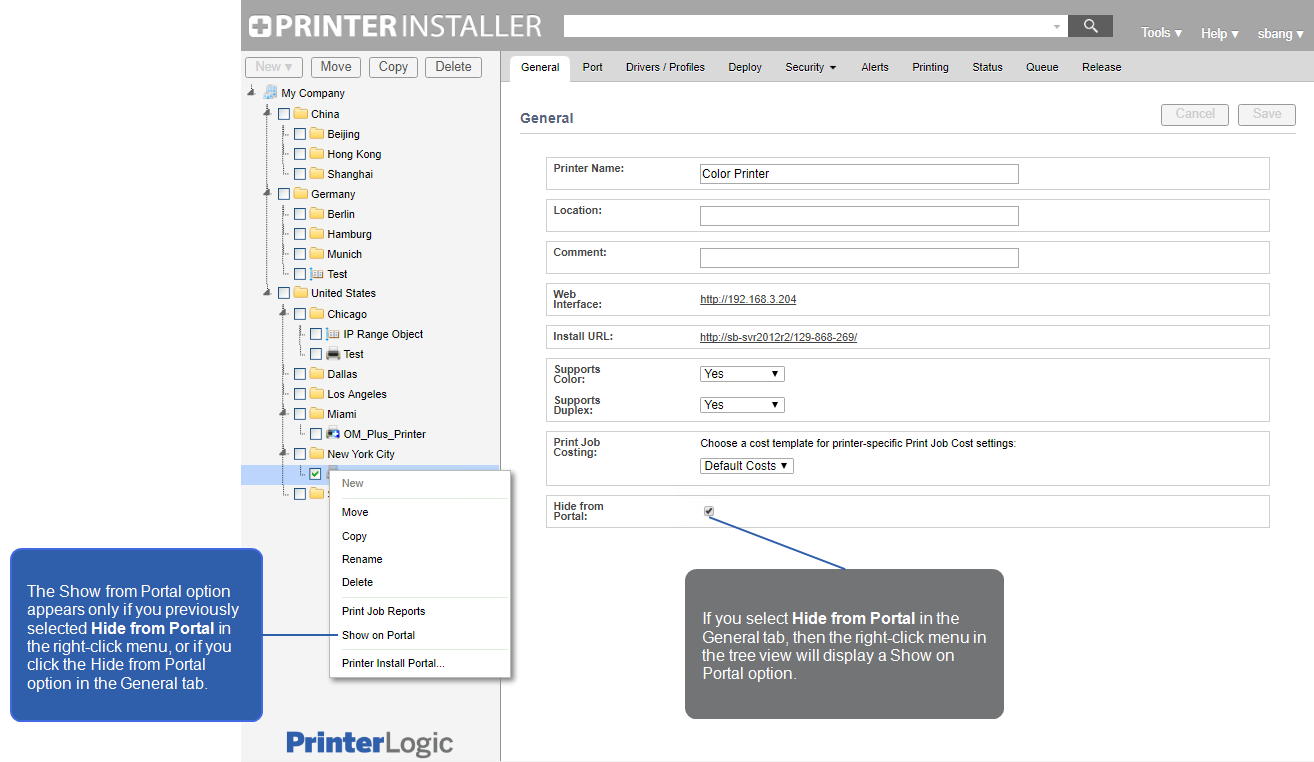 PRINTER INSTALLER
Tools ▾ Help ▾ sbang ▾
New ▾ Move Copy Delete
General Port Drivers / Profiles Deploy Security ▾ Alerts Printing Status Queue Release
My Company
China
Beijing
Hong Kong
Shanghai
Germany
Berlin
Hamburg
Munich
Test
United States
Chicago
IP Range Object
Test
Dallas
Los Angeles
Miami
OM_Plus_Printer
New York City
New
Move
Copy
Rename
Delete
Print Job Reports
Show on Portal
Printer Install Portal...
General
Cancel Save
Printer Name: Color Printer
Location:
Comment:
Web
Interface:
http://192.168.3.204
Install URL: http://sb-svr2012r2/129-868-269/
Supports
Color:
Yes ▼
Supports
Duplex:
Yes ▼
Print Job
Costing:
Choose a cost template for printer-specific Print Job Cost settings:
Default Costs ▼
Hide from
Portal:
The Show from Portal option
appears only if you previously
selected Hide from Portal in
the right-click menu, or if you
click the Hide from Portal
option in the General tab.
If you select Hide from Portal in the
General tab, then the right-click menu in
the tree view will display a Show on
Portal option.
PrinterLogic